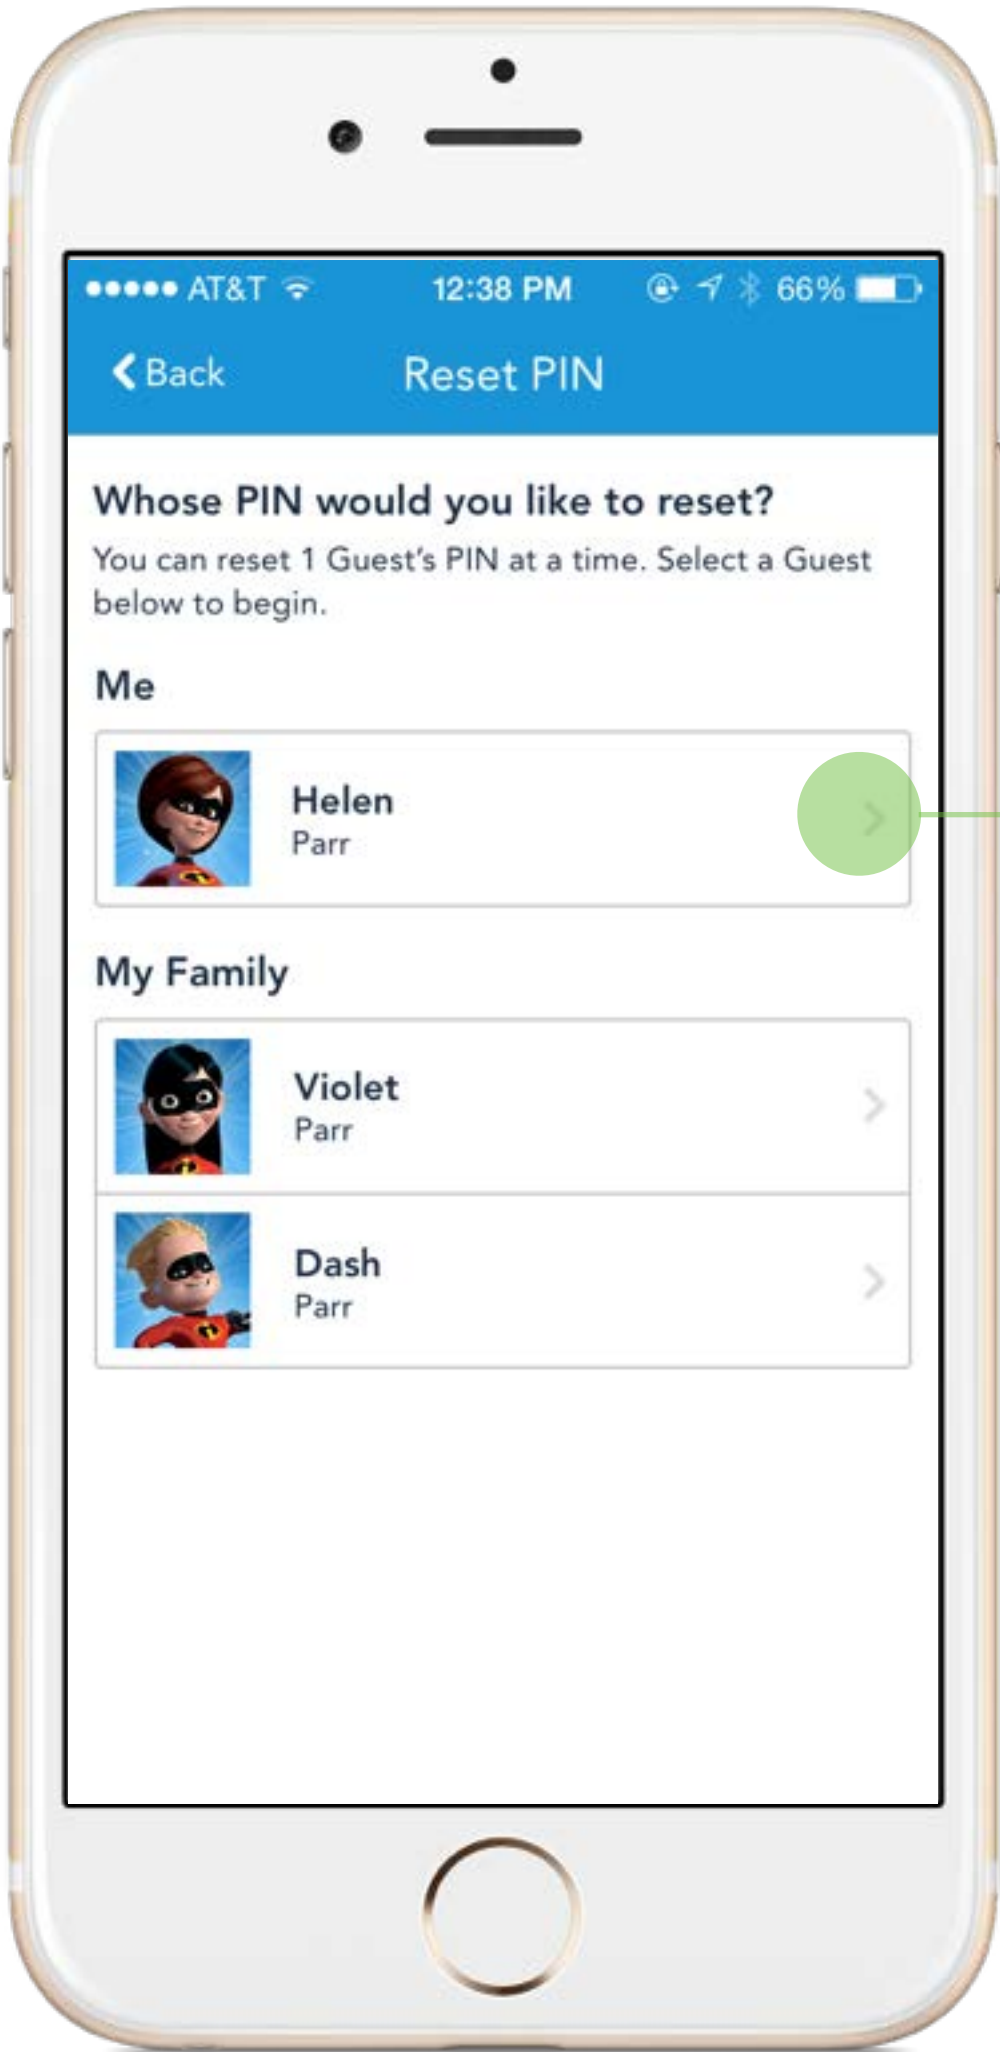 AT&T 12:38 PM 66%
Back Reset PIN
Whose PIN would you like to reset?
You can reset 1 Guest's PIN at a time. Select a Guest
below to begin.
Me
Helen
Parr
My Family
Violet
Parr
Dash
Parr